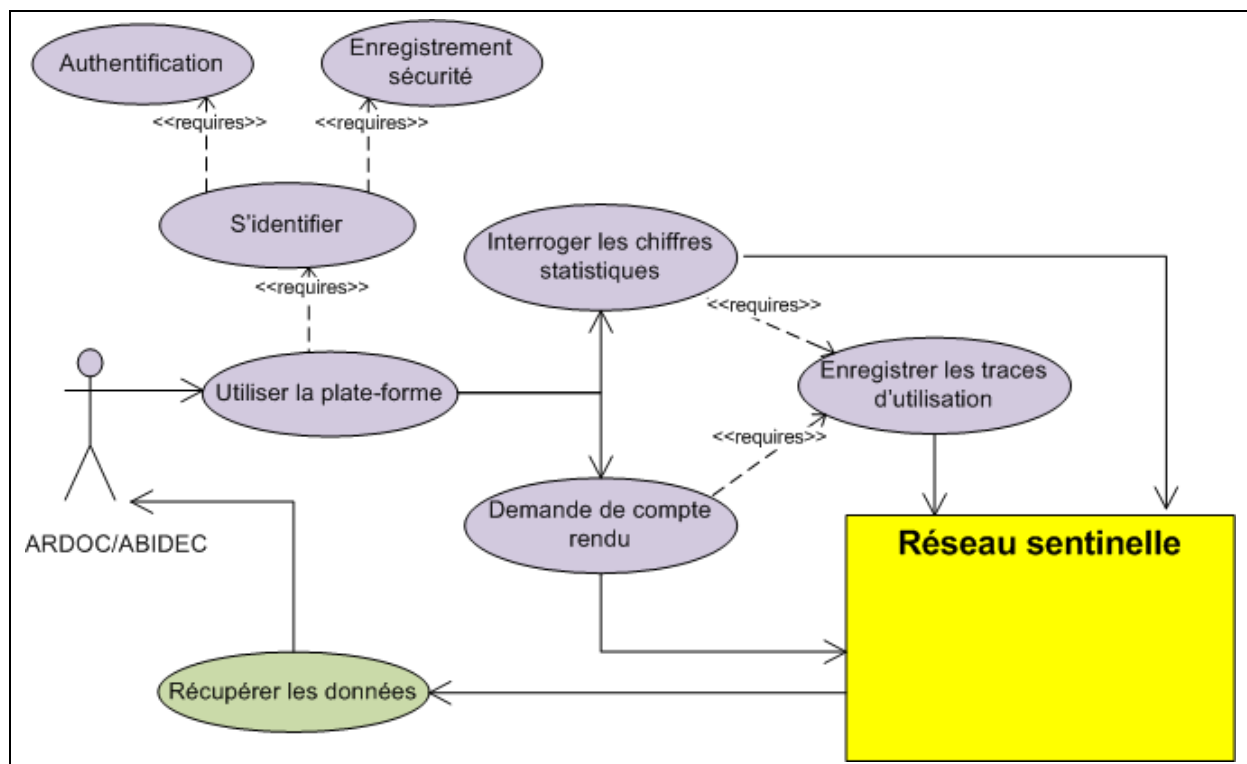 Authentification
Enregistrement
sécurité
<<requires>>
<<requires>>
S'identifier
<<requires>>
Interroger les chiffres
statistiques
<<requires>>
Utiliser la plate-forme
Enregistrer les traces
d'utilisation
<<requires>>
Demande de compte
rendu
ARDOC/ABIDEC
Réseau sentinelle
Récupérer les données